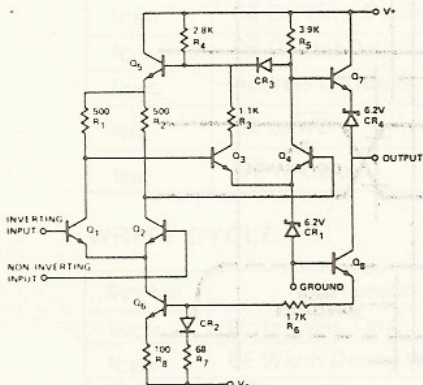 V+
2.8K
R4
3.9K
R5
Q5
CR3
Q7
500
R1
500
R2
1.1K
R3
6.2V
CR4
Q3
Q4
OUTPUT
INVERTING
INPUT
Q1
Q2
6.2V
CR1
NON INVERTING
INPUT
Q8
GROUND
Q6
CR2
1.7K
R6
100
R8
68
R7